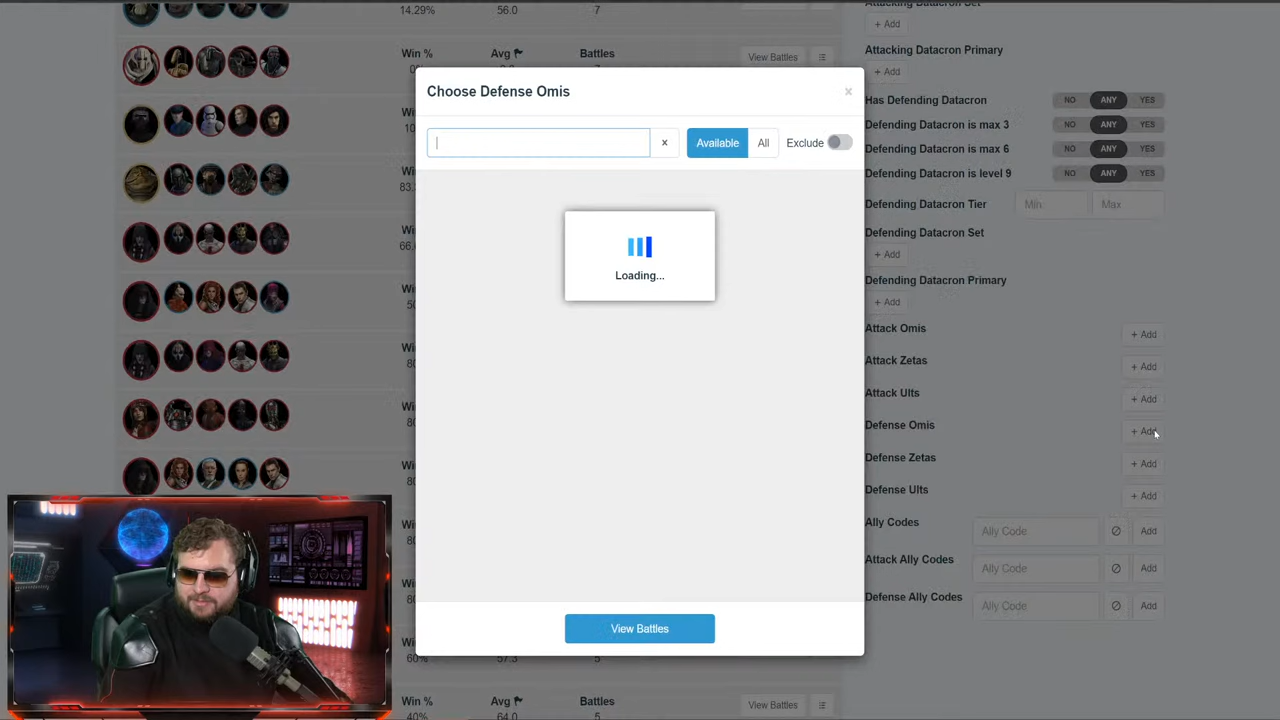 14.29% 56.0 7
Attacking Datacron Set
+ Add
Win % Avg Battles
View Battles
Attacking Datacron Primary
+ Add
Choose Defense Omis ×
Has Defending Datacron NO ANY YES
Defending Datacron is max 3 NO ANY YES
× Available All Exclude
Defending Datacron is max 6 NO ANY YES
Defending Datacron is level 9 NO ANY YES
83.
Defending Datacron Tier Min Max
Defending Datacron Set
66.
+ Add
Loading...
Defending Datacron Primary
+ Add
Attack Omis + Add
Attack Zetas + Add
Attack Ults + Add
Defense Omis + Add
Defense Zetas + Add
Defense Ults + Add
Ally Codes Ally Code Add
Attack Ally Codes Ally Code Add
Defense Ally Codes Ally Code Add
View Battles
60% 57.3 5
Win % Avg Battles
View Battles
40% 64.0 5